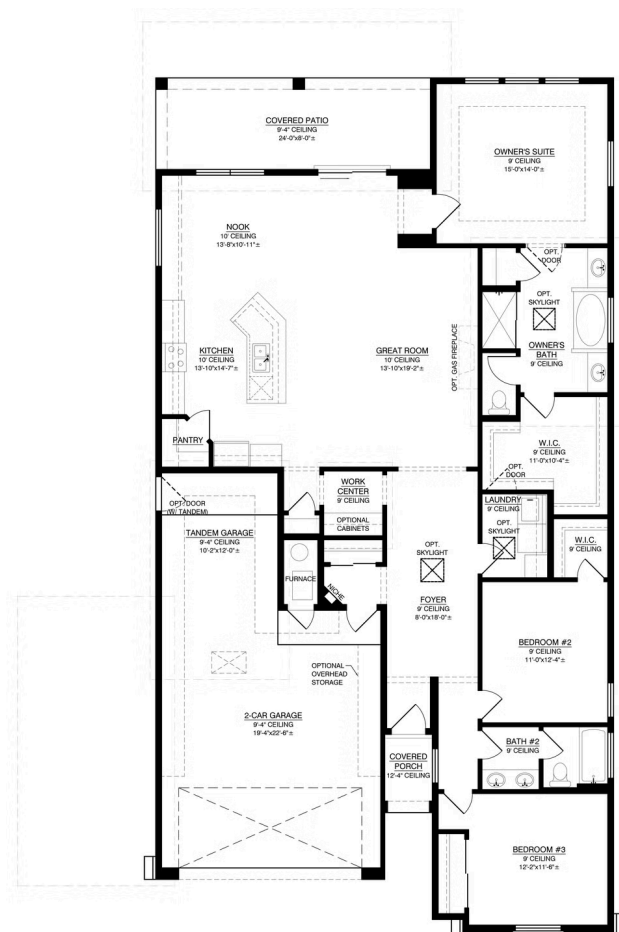 COVERED PATIO
9'-4" CEILING
24'-0"x8'-0"±
OWNER'S SUITE
9' CEILING
15'-0"x14'-0"±
NOOK
10' CEILING
13'-8"x10'-11"±
OPT.
DOOR
OPT.
SKYLIGHT
OWNER'S
BATH
9' CEILING
KITCHEN
10' CEILING
13'-10"x14'-7"±
GREAT ROOM
10' CEILING
13'-10"x19'-2"±
OPT. GAS FIREPLACE
PANTRY
W.I.C.
9' CEILING
11'-0"x10'-4"±
OPT.
DOOR
WORK
CENTER
9' CEILING
OPTIONAL
CABINETS
LAUNDRY
9' CEILING
OPT.
SKYLIGHT
OPT. DOOR
(W/ TANDEM)
TANDEM GARAGE
9'-4" CEILING
10'-2"x12'-0"±
W.I.C.
9' CEILING
OPT.
SKYLIGHT
FURNACE
NICHE
FOYER
9' CEILING
8'-0"x18'-0"±
BEDROOM #2
9' CEILING
11'-0"x12'-4"±
OPTIONAL
OVERHEAD
STORAGE
2-CAR GARAGE
9'-4" CEILING
19'-4"x22'-6"±
BATH #2
9' CEILING
COVERED
PORCH
12'-4" CEILING
BEDROOM #3
9' CEILING
12'-2"x11'-6"±